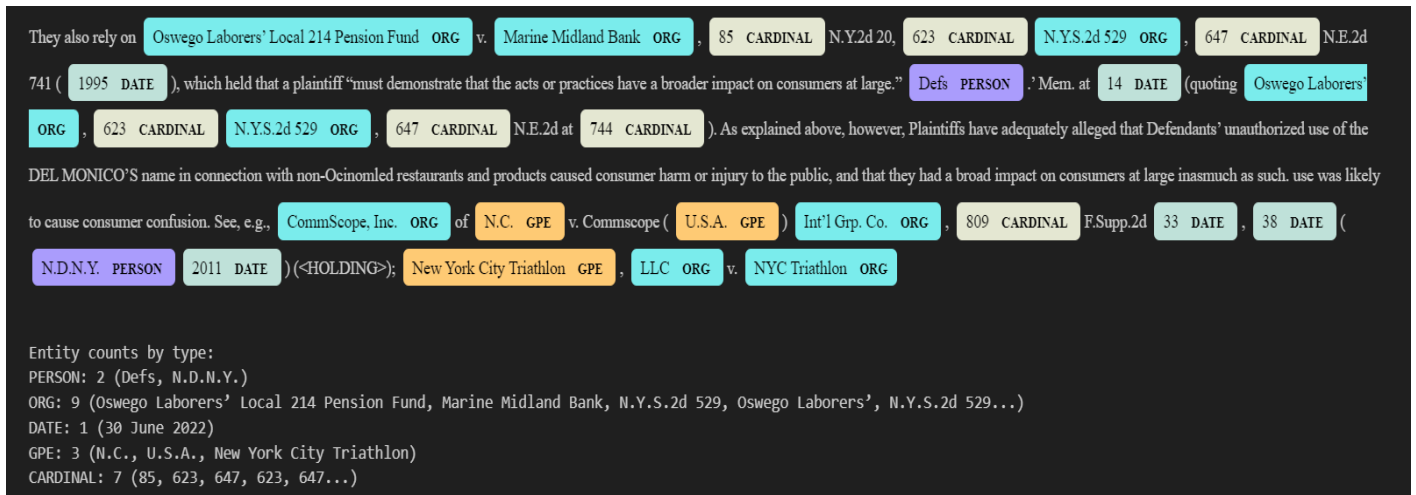 They also rely on Oswego Laborers’ Local 214 Pension Fund ORG v. Marine Midland Bank ORG , 85 CARDINAL N.Y.2d 20, 623 CARDINAL N.Y.S.2d 529 ORG , 647 CARDINAL N.E.2d
741 ( 1995 DATE ), which held that a plaintiff “must demonstrate that the acts or practices have a broader impact on consumers at large.” Defs PERSON .’ Mem. at 14 DATE (quoting Oswego Laborers’
ORG , 623 CARDINAL N.Y.S.2d 529 ORG , 647 CARDINAL N.E.2d at 744 CARDINAL ). As explained above, however, Plaintiffs have adequately alleged that Defendants’ unauthorized use of the
DEL MONICO’S name in connection with non-Ocinomled restaurants and products caused consumer harm or injury to the public, and that they had a broad impact on consumers at large inasmuch as such. use was likely
to cause consumer confusion. See, e.g., CommScope, Inc. ORG of N.C. GPE v. Commscope ( U.S.A. GPE ) Int’l Grp. Co. ORG , 809 CARDINAL F.Supp.2d 33 DATE , 38 DATE (
N.D.N.Y. PERSON 2011 DATE ) (<HOLDING>); New York City Triathlon GPE , LLC ORG v. NYC Triathlon ORG
Entity counts by type:
PERSON: 2 (Defs, N.D.N.Y.)
ORG: 9 (Oswego Laborers’ Local 214 Pension Fund, Marine Midland Bank, N.Y.S.2d 529, Oswego Laborers’, N.Y.S.2d 529...)
DATE: 1 (30 June 2022)
GPE: 3 (N.C., U.S.A., New York City Triathlon)
CARDINAL: 7 (85, 623, 647, 623, 647...)